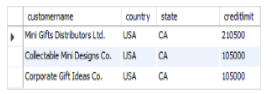 customername country state creditlimit
Mini Gifts Distributors Ltd. USA CA 210500
Collectable Mini Designs Co. USA CA 105000
Corporate Gift Ideas Co. USA CA 105000